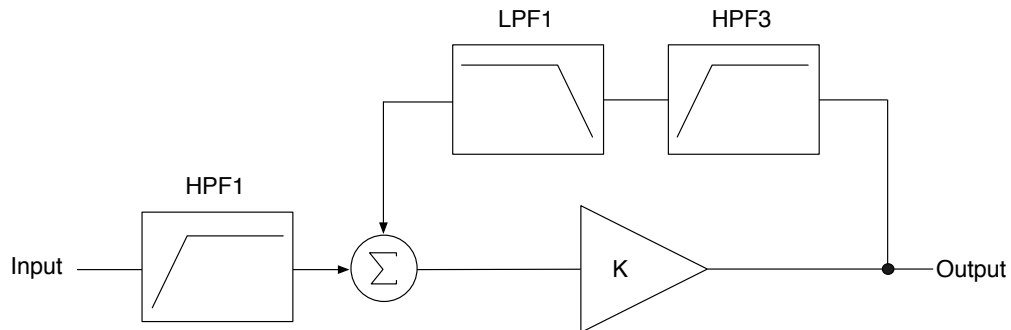 LPF1
HPF3
HPF1
Input
Σ
K
Output